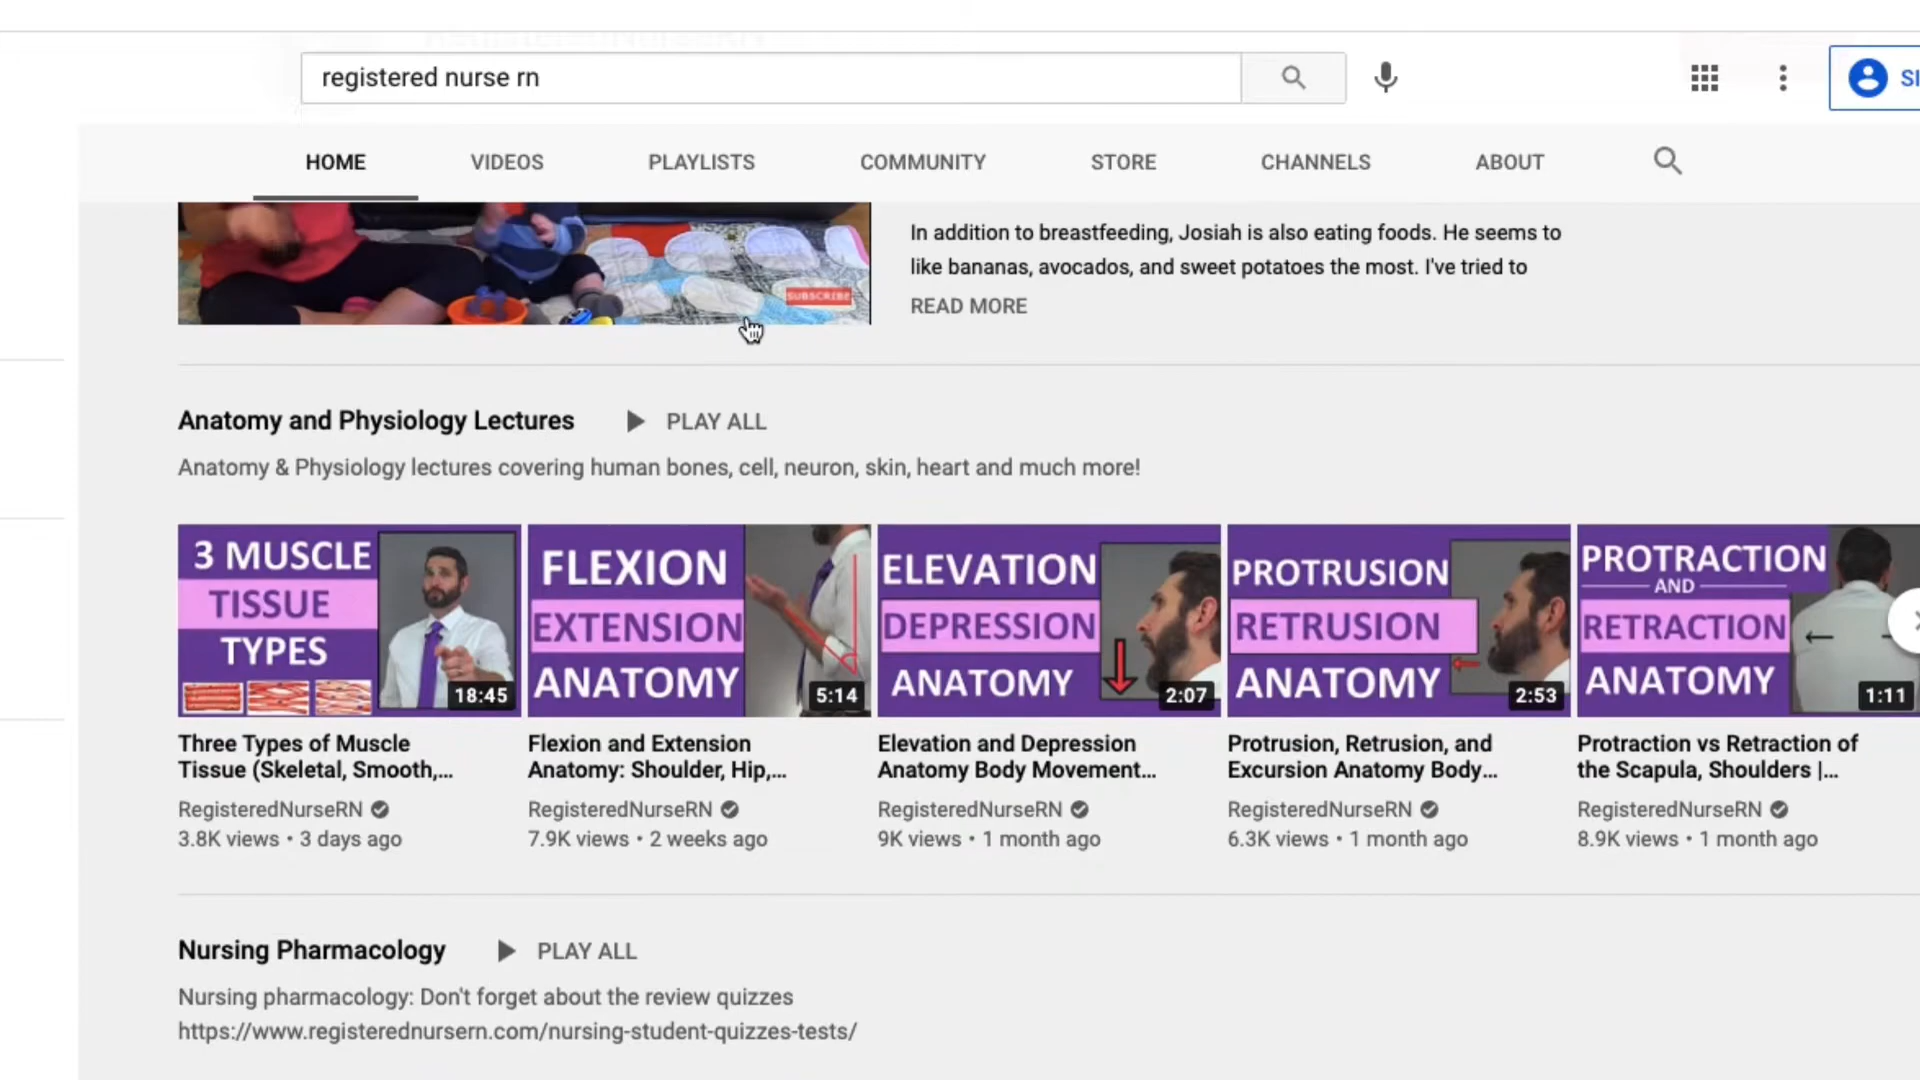 registered nurse rn
SI
HOME VIDEOS PLAYLISTS COMMUNITY STORE CHANNELS ABOUT
In addition to breastfeeding, Josiah is also eating foods. He seems to
like bananas, avocados, and sweet potatoes the most. I've tried to
SUBSCRIBE
READ MORE
Anatomy and Physiology Lectures PLAY ALL
Anatomy & Physiology lectures covering human bones, cell, neuron, skin, heart and much more!
3 MUSCLE
TISSUE
TYPES
18:45
FLEXION
EXTENSION
ANATOMY
5:14
ELEVATION
DEPRESSION
ANATOMY
2:07
PROTRUSION
RETRUSION
ANATOMY
2:53
PROTRACTION
AND
RETRACTION
ANATOMY
1:11
Three Types of Muscle
Tissue (Skeletal, Smooth,...
RegisteredNurseRN
3.8K views • 3 days ago
Flexion and Extension
Anatomy: Shoulder, Hip,...
RegisteredNurseRN
7.9K views • 2 weeks ago
Elevation and Depression
Anatomy Body Movement...
RegisteredNurseRN
9K views • 1 month ago
Protrusion, Retrusion, and
Excursion Anatomy Body...
RegisteredNurseRN
6.3K views • 1 month ago
Protraction vs Retraction of
the Scapula, Shoulders |...
RegisteredNurseRN
8.9K views • 1 month ago
Nursing Pharmacology PLAY ALL
Nursing pharmacology: Don't forget about the review quizzes
https://www.registerednursern.com/nursing-student-quizzes-tests/